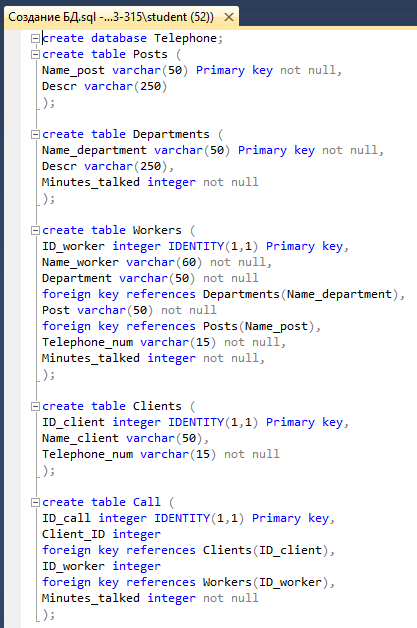 Создание БД.sql -...3-315\student (52))
create database Telephone;
create table Posts (
Name_post varchar(50) Primary key not null,
Descr varchar(250)
);
create table Departments (
Name_department varchar(50) Primary key not null,
Descr varchar(250),
Minutes_talked integer not null
);
create table Workers (
ID_worker integer IDENTITY(1,1) Primary key,
Name_worker varchar(60) not null,
Department varchar(50) not null
foreign key references Departments(Name_department),
Post varchar(50) not null
foreign key references Posts(Name_post),
Telephone_num varchar(15) not null,
Minutes_talked integer not null,
);
create table Clients (
ID_client integer IDENTITY(1,1) Primary key,
Name_client varchar(50),
Telephone_num varchar(15) not null
);
create table Call (
ID_call integer IDENTITY(1,1) Primary key,
Client_ID integer
foreign key references Clients(ID_client),
ID_worker integer
foreign key references Workers(ID_worker),
Minutes_talked integer not null
);